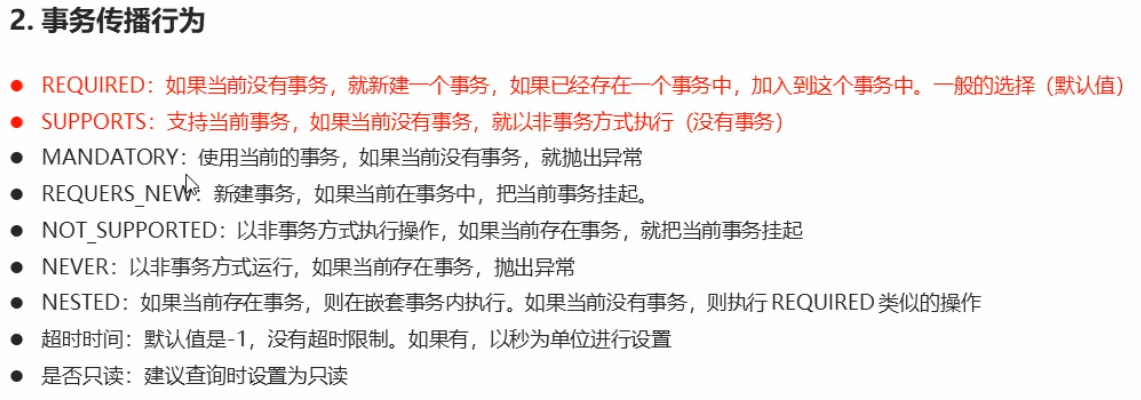 2. 事务传播行为
● REQUIRED：如果当前没有事务，就新建一个事务，如果已经存在一个事务中，加入到这个事务中。一般的选择（默认值）
● SUPPORTS：支持当前事务，如果当前没有事务，就以非事务方式执行（没有事务）
● MANDATORY：使用当前的事务，如果当前没有事务，就抛出异常
● REQUERS_NEW：新建事务，如果当前在事务中，把当前事务挂起。
● NOT_SUPPORTED：以非事务方式执行操作，如果当前存在事务，就把当前事务挂起
● NEVER：以非事务方式运行，如果当前存在事务，抛出异常
● NESTED：如果当前存在事务，则在嵌套事务内执行。如果当前没有事务，则执行 REQUIRED 类似的操作
● 超时时间：默认值是-1，没有超时限制。如果有，以秒为单位进行设置
● 是否只读：建议查询时设置为只读